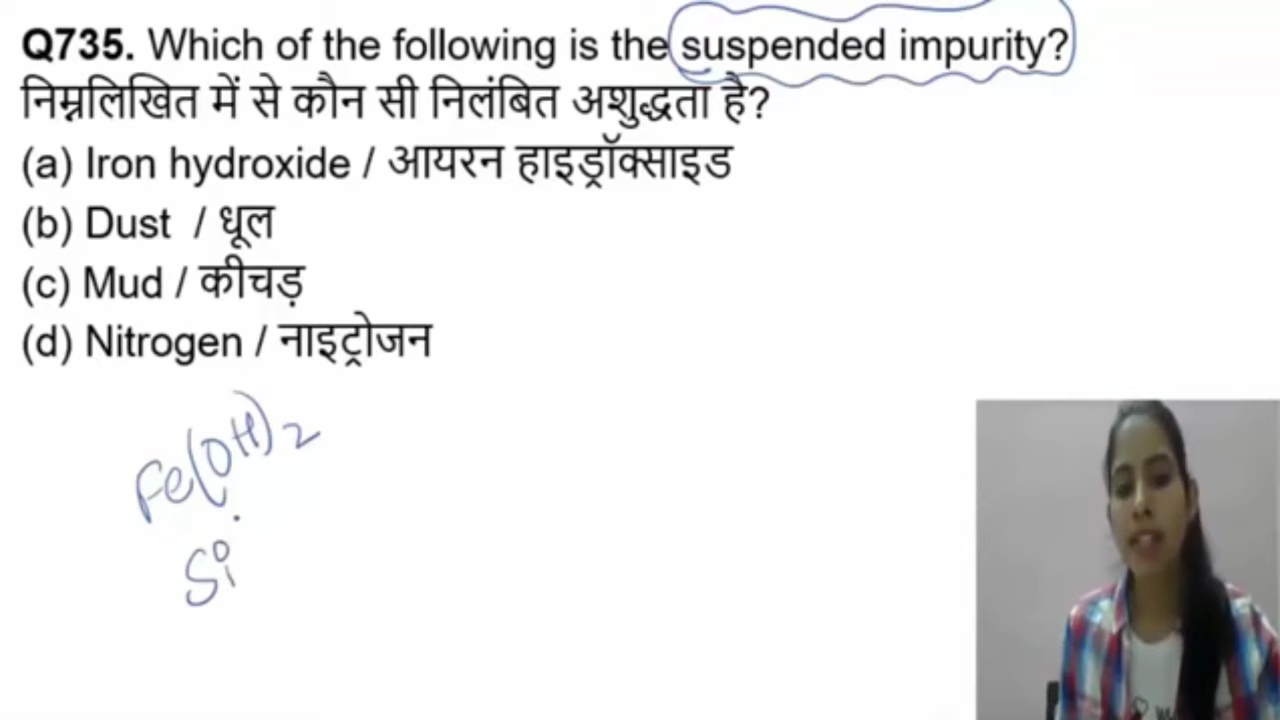 Q735. Which of the following is the suspended impurity?
निम्नलिखित में से कौन सी निलंबित अशुद्धता है?
(a) Iron hydroxide / आयरन हाइड्रॉक्साइड
(b) Dust / धूल
(c) Mud / कीचड़
(d) Nitrogen / नाइट्रोजन
Fe(OH)2
Si